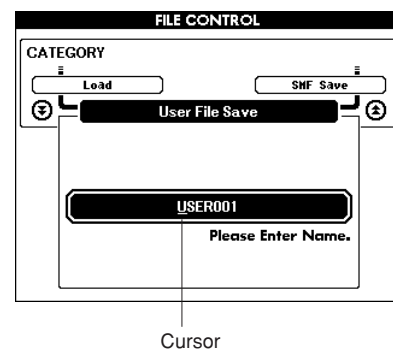 FILE CONTROL
CATEGORY
Load
SMF Save
User File Save
USER001
Please Enter Name.
Cursor